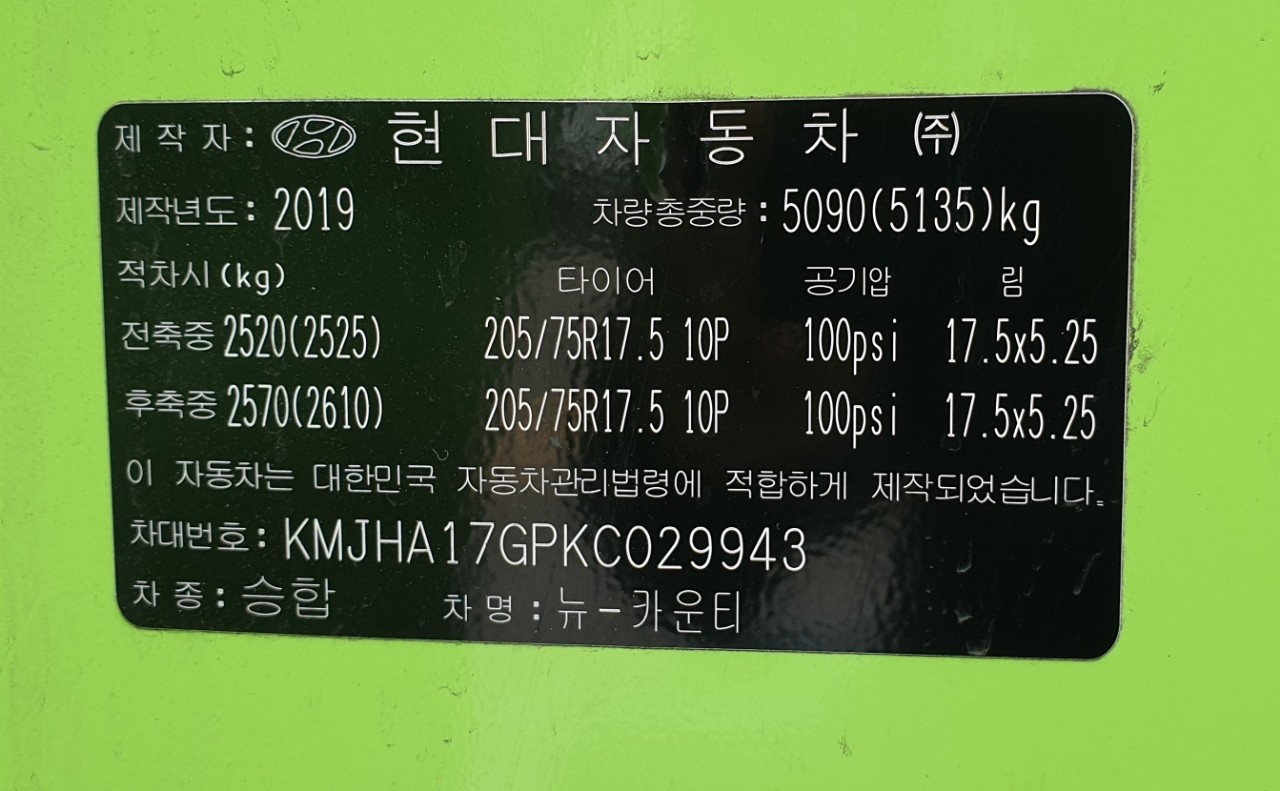 제 작 자 : 현 대 자 동 차 ㈜
제작년도 : 2019 차량총중량 : 5090(5135)kg
적차시(kg) 타이어 공기압 림
전축중 2520(2525) 205/75R17.5 10P 100psi 17.5x5.25
후축중 2570(2610) 205/75R17.5 10P 100psi 17.5x5.25
이 자동차는 대한민국 자동차관리법령에 적합하게 제작되었습니다.
차대번호 : KMJHA17GPKC029943
차 종 : 승합 차 명 : 뉴-카운티